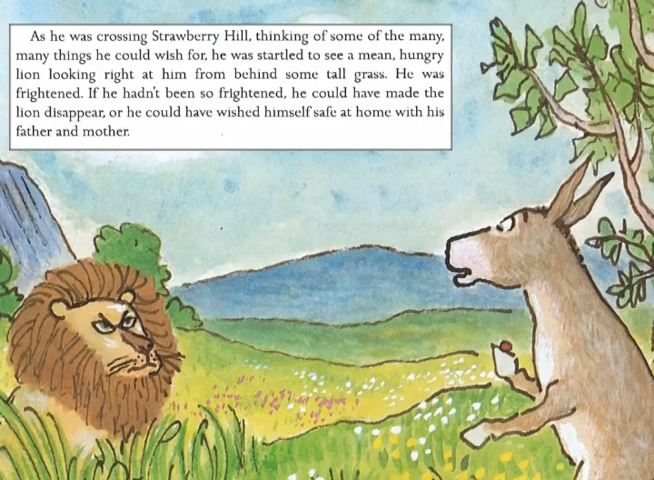 As he was crossing Strawberry Hill, thinking of some of the many,
many things he could wish for, he was startled to see a mean, hungry
lion looking right at him from behind some tall grass. He was
frightened. If he hadn't been so frightened, he could have made the
lion disappear, or he could have wished himself safe at home with his
father and mother.